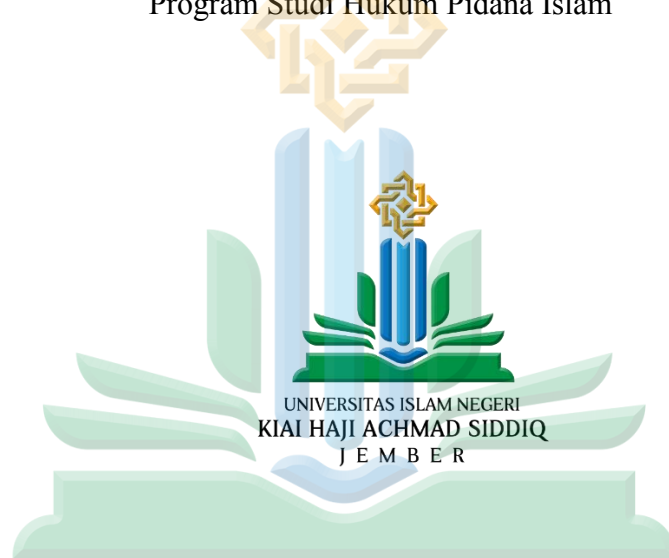 Program Studi Hukum Pidana Islam
UNIVERSITAS ISLAM NEGERI
KIAI HAJI ACHMAD SIDDIQ
J E M B E R